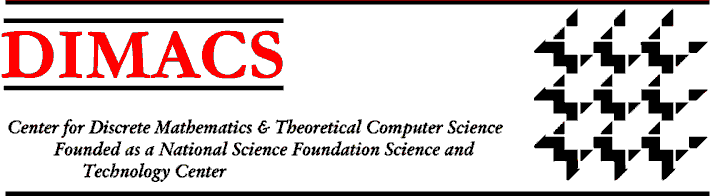 DIMACS
Center for Discrete Mathematics & Theoretical Computer Science
Founded as a National Science Foundation Science and
Technology Center